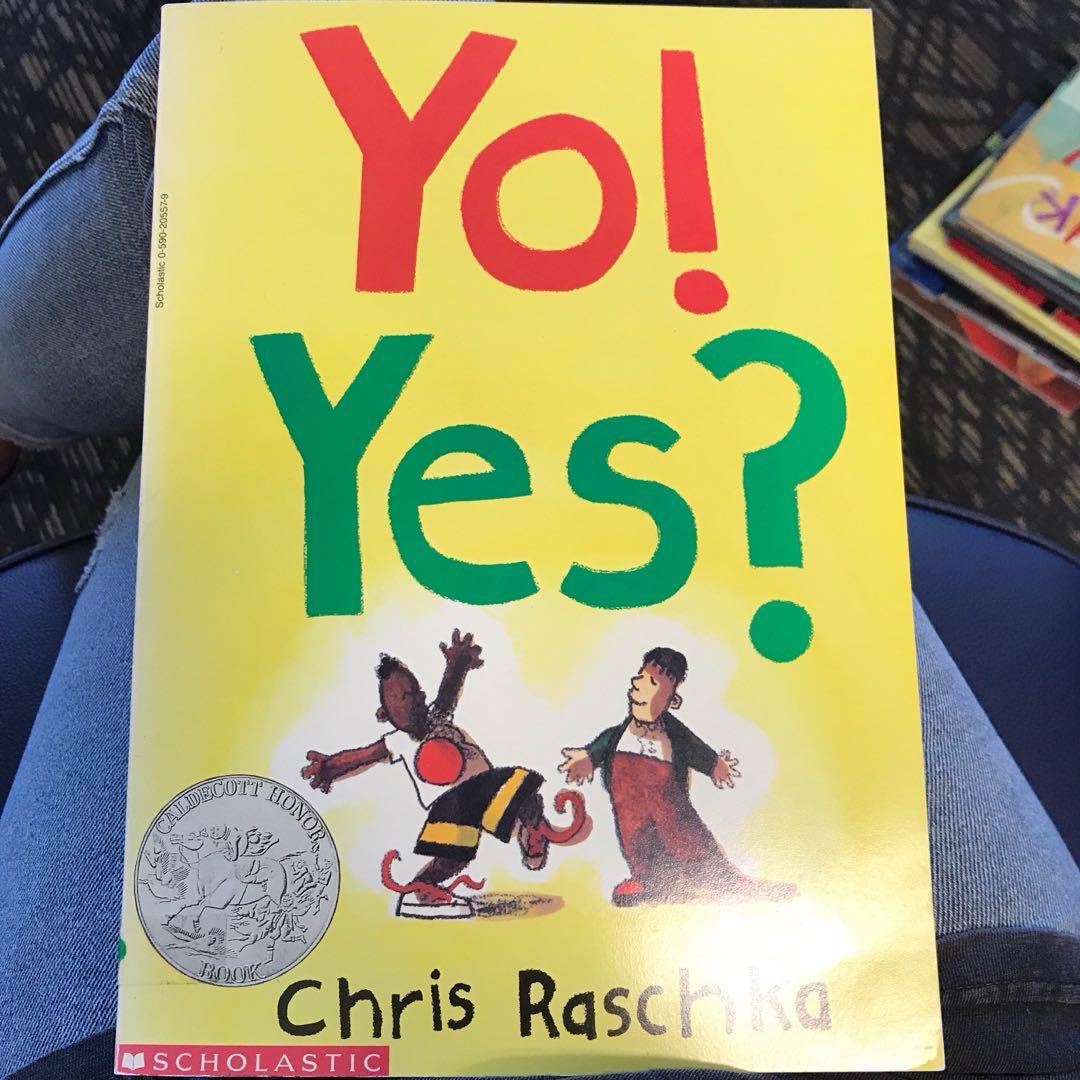 Yo!
Yes?
Scholastic 0-590-20557-9
CALDECOTT HONOR
BOOK
Chris Raschka
SCHOLASTIC